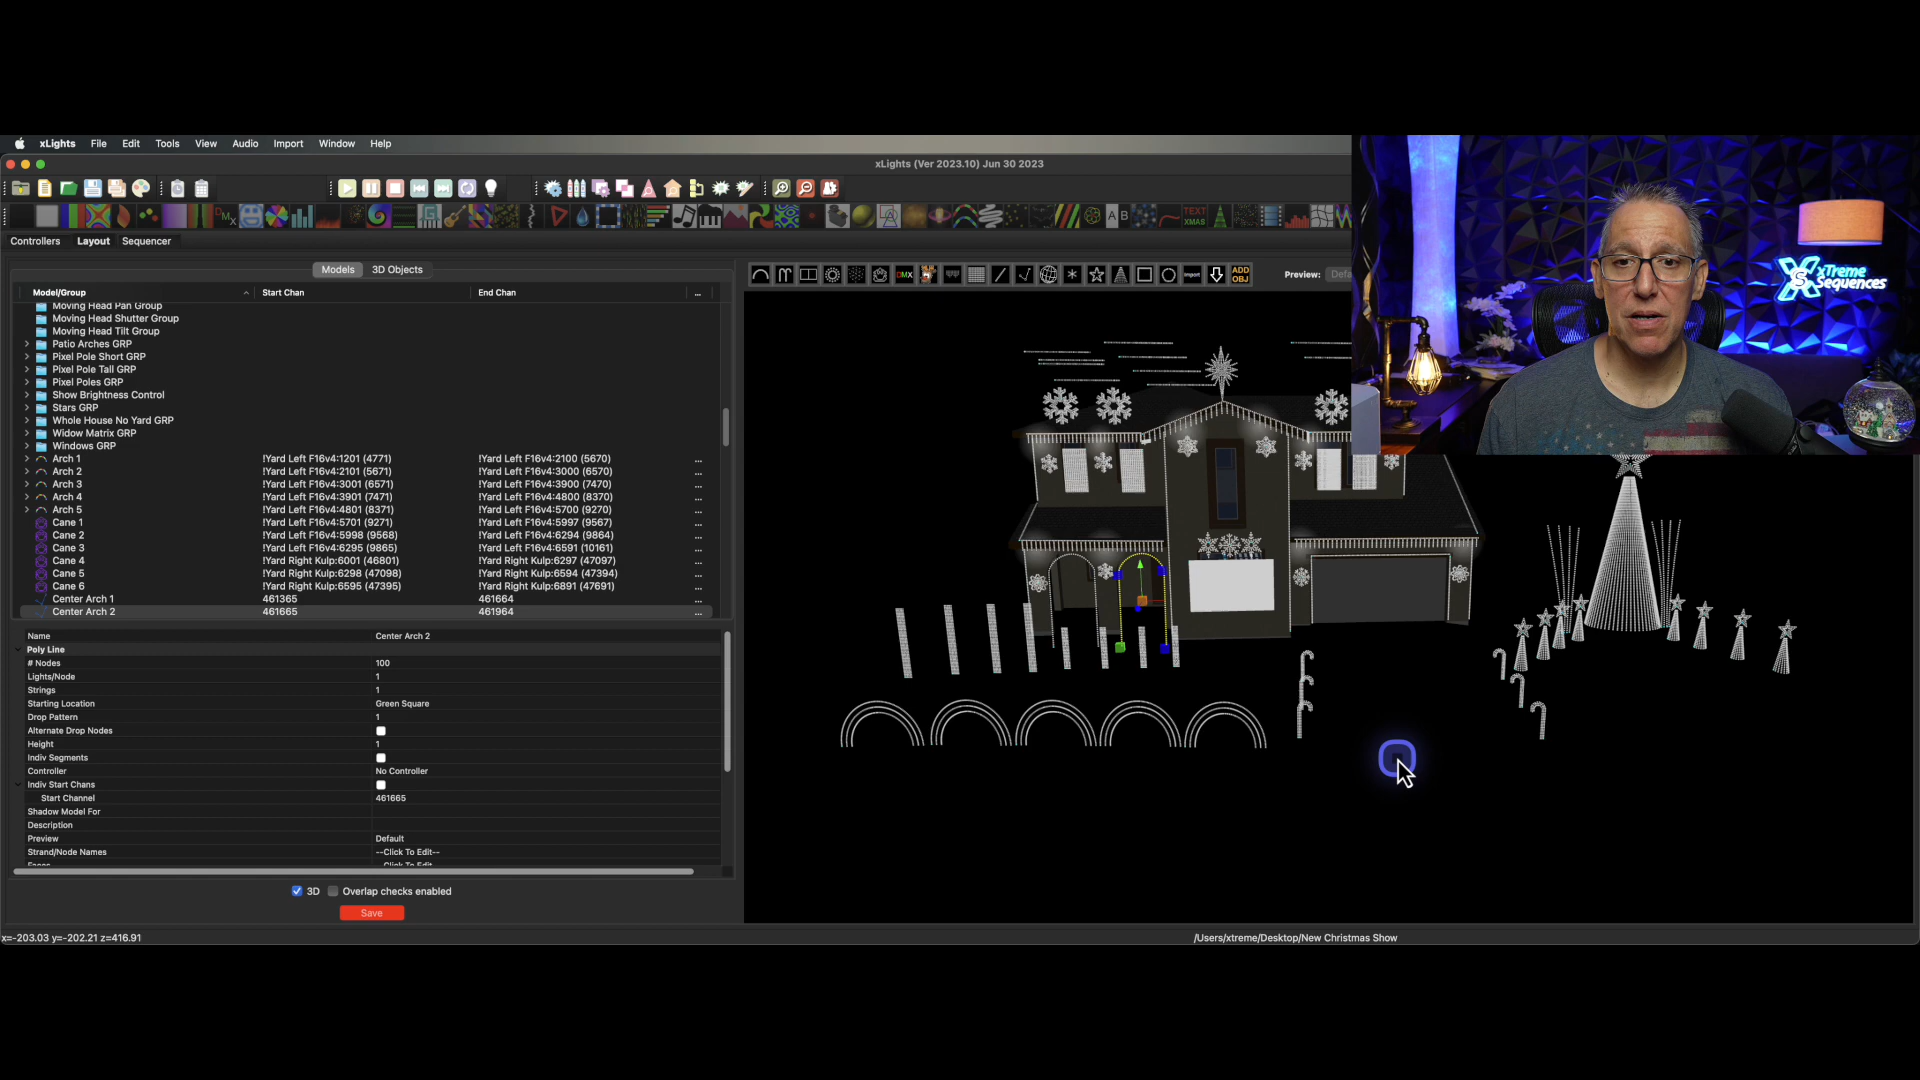 xLights File Edit Tools View Audio Import Window Help
xLights (Ver 2023.10) Jun 30 2023
Controllers Layout Sequencer
Models 3D Objects
DMX ADD OBJ Preview:
Model/Group Start Chan End Chan ...
Moving Head Pan Group
Moving Head Shutter Group
Moving Head Tilt Group
Patio Arches GRP
Pixel Pole Short GRP
Pixel Pole Tall GRP
Pixel Poles GRP
Show Brightness Control
Stars GRP
Whole House No Yard GRP
Widow Matrix GRP
Windows GRP
Arch 1 !Yard Left F16v4:1201 (4771) !Yard Left F16v4:2100 (5670) ...
Arch 2 !Yard Left F16v4:2101 (5671) !Yard Left F16v4:3000 (6570) ...
Arch 3 !Yard Left F16v4:3001 (6571) !Yard Left F16v4:3900 (7470) ...
Arch 4 !Yard Left F16v4:3901 (7471) !Yard Left F16v4:4800 (8370) ...
Arch 5 !Yard Left F16v4:4801 (8371) !Yard Left F16v4:5700 (9270) ...
Cane 1 !Yard Left F16v4:5701 (9271) !Yard Left F16v4:5997 (9567) ...
Cane 2 !Yard Left F16v4:5998 (9568) !Yard Left F16v4:6294 (9864) ...
Cane 3 !Yard Left F16v4:6295 (9865) !Yard Left F16v4:6591 (10161) ...
Cane 4 !Yard Right Kulp:6001 (46801) !Yard Right Kulp:6297 (47097) ...
Cane 5 !Yard Right Kulp:6298 (47098) !Yard Right Kulp:6594 (47394) ...
Cane 6 !Yard Right Kulp:6595 (47395) !Yard Right Kulp:6891 (47691) ...
Center Arch 1 461365 461664 ...
Center Arch 2 461665 461964 ...
Name Center Arch 2
Poly Line
# Nodes 100
Lights/Node 1
Strings 1
Starting Location Green Square
Drop Pattern 1
Alternate Drop Nodes
Height 1
Indiv Segments
Controller No Controller
Indiv Start Chans
Start Channel 461665
Shadow Model For
Description
Preview Default
Strand/Node Names --Click To Edit--
3D Overlap checks enabled
Save
x=-203.03 y=-202.21 z=416.91 /Users/xtreme/Desktop/New Christmas Show
XS xTreme Sequences